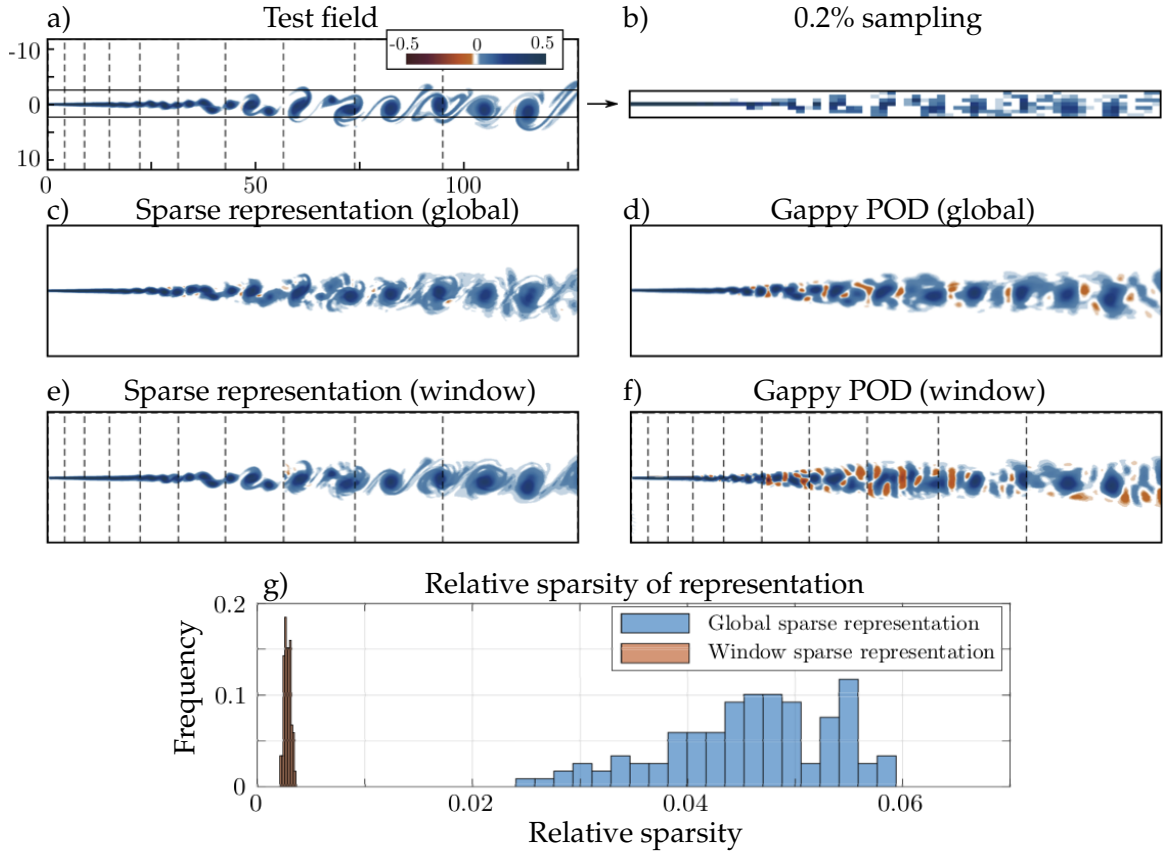 a) Test field
-0.5 0 0.5
-10
0
10
0 50 100
b) 0.2% sampling
c) Sparse representation (global)
d) Gappy POD (global)
e) Sparse representation (window)
f) Gappy POD (window)
g) Relative sparsity of representation
0.2
0.1
0
Frequency
Global sparse representation
Window sparse representation
0 0.02 0.04 0.06
Relative sparsity